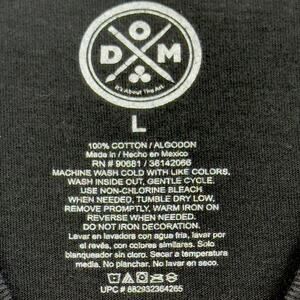 O
D M
It's About The Art.
L
100% COTTON / ALGODON
Made in / Hecho en Mexico
RN # 90681 / 36142066
MACHINE WASH COLD WITH LIKE COLORS,
WASH INSIDE OUT, GENTLE CYCLE.
USE NON-CHLORINE BLEACH
WHEN NEEDED, TUMBLE DRY LOW,
REMOVE PROMPTLY, WARM IRON ON
REVERSE WHEN NEEDED.
DO NOT IRON DECORATION.
Lavar en lavadora con agua fria, lavar por
el revés, con colores similares. Solo
blanqueador sin cloro. Secar a temperatura
media. No planchar. No lavar en seco.
UPC # 882932364265